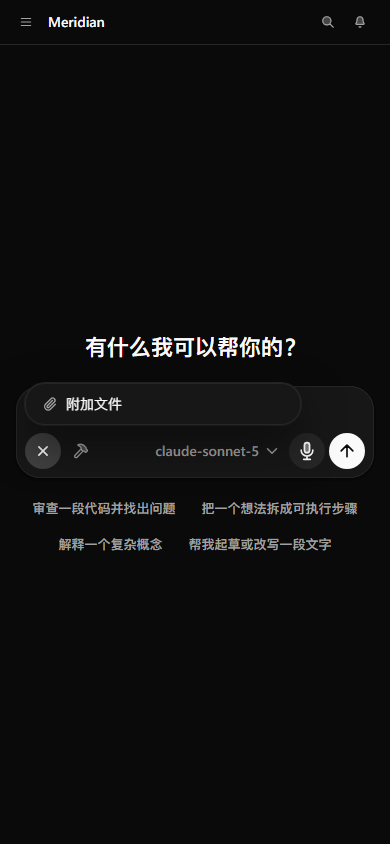 Meridian
有什么我可以帮你的？
附加文件
claude-sonnet-5
审查一段代码并找出问题 把一个想法拆成可执行步骤
解释一个复杂概念 帮我起草或改写一段文字